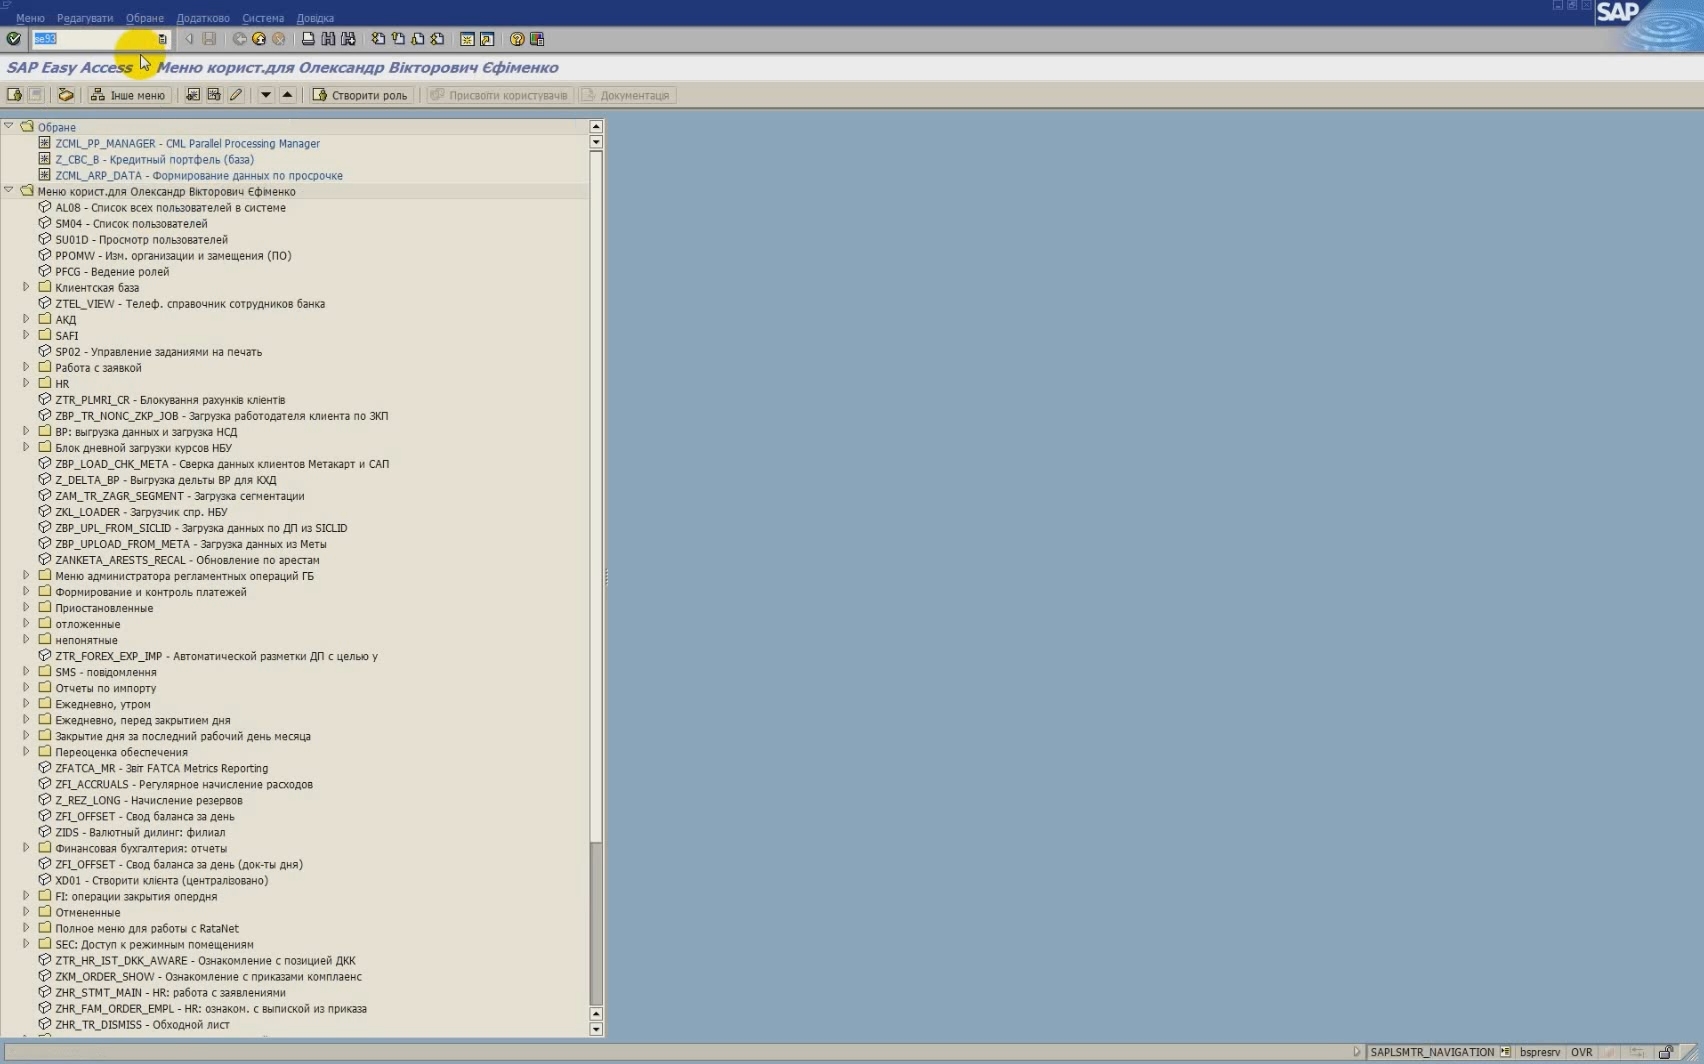 Меню Редагувати Обране Додатково Система Довідка
SAP
se93
SAP Easy Access - Меню корист.для Олександр Вікторович Єфіменко
Інше меню Створити роль Присвоїти користувачів Документація
Обране
ZCML_PP_MANAGER - CML Parallel Processing Manager
Z_CBC_B - Кредитный портфель (база)
ZCML_ARP_DATA - Формирование данных по просрочке
Меню корист.для Олександр Вікторович Єфіменко
AL08 - Список всех пользователей в системе
SM04 - Список пользователей
SU01D - Просмотр пользователей
PPOMW - Изм. организации и замещения (ПО)
PFCG - Ведение ролей
Клиентская база
ZTEL_VIEW - Телеф. справочник сотрудников банка
АКД
SAFI
SP02 - Управление заданиями на печать
Работа с заявкой
HR
ZTR_PLMRI_CR - Блокування рахунків клієнтів
ZBP_TR_NONC_ZKP_JOB - Загрузка работодателя клиента по ЗКП
BP: выгрузка данных и загрузка НСД
Блок дневной загрузки курсов НБУ
ZBP_LOAD_CHK_META - Сверка данных клиентов Метакарт и САП
Z_DELTA_BP - Выгрузка дельты BP для КХД
ZAM_TR_ZAGR_SEGMENT - Загрузка сегментации
ZKL_LOADER - Загрузчик спр. НБУ
ZBP_UPL_FROM_SICLID - Загрузка данных по ДП из SICLID
ZBP_UPLOAD_FROM_META - Загрузка данных из Меты
ZANKETA_ARESTS_RECAL - Обновление по арестам
Меню администратора регламентных операций ГБ
Формирование и контроль платежей
Приостановленные
отложенные
непонятные
ZTR_FOREX_EXP_IMP - Автоматической разметки ДП с целью у
SMS - повідомлення
Отчеты по импорту
Ежедневно, утром
Ежедневно, перед закрытием дня
Закрытие дня за последний рабочий день месяца
Переоценка обеспечения
ZFATCA_MR - Звіт FATCA Metrics Reporting
ZFI_ACCRUALS - Регулярное начисление расходов
Z_REZ_LONG - Начисление резервов
ZFI_OFFSET - Свод баланса за день
ZIDS - Валютный дилинг: филиал
Финансовая бухгалтерия: отчеты
ZFI_OFFSET - Свод баланса за день (док-ты дня)
XD01 - Створити клієнта (централізовано)
FI: операции закрытия опердня
Отмененные
Полное меню для работы с RataNet
SEC: Доступ к режимным помещениям
ZTR_HR_IST_DKK_AWARE - Ознакомление с позицией ДКК
ZKM_ORDER_SHOW - Ознакомление с приказами комплаенс
ZHR_STMT_MAIN - HR: работа с заявлениями
ZHR_FAM_ORDER_EMPL - HR: ознаком. с выпиской из приказа
ZHR_TR_DISMISS - Обходной лист
SAPLSMTR_NAVIGATION bspresrv OVR